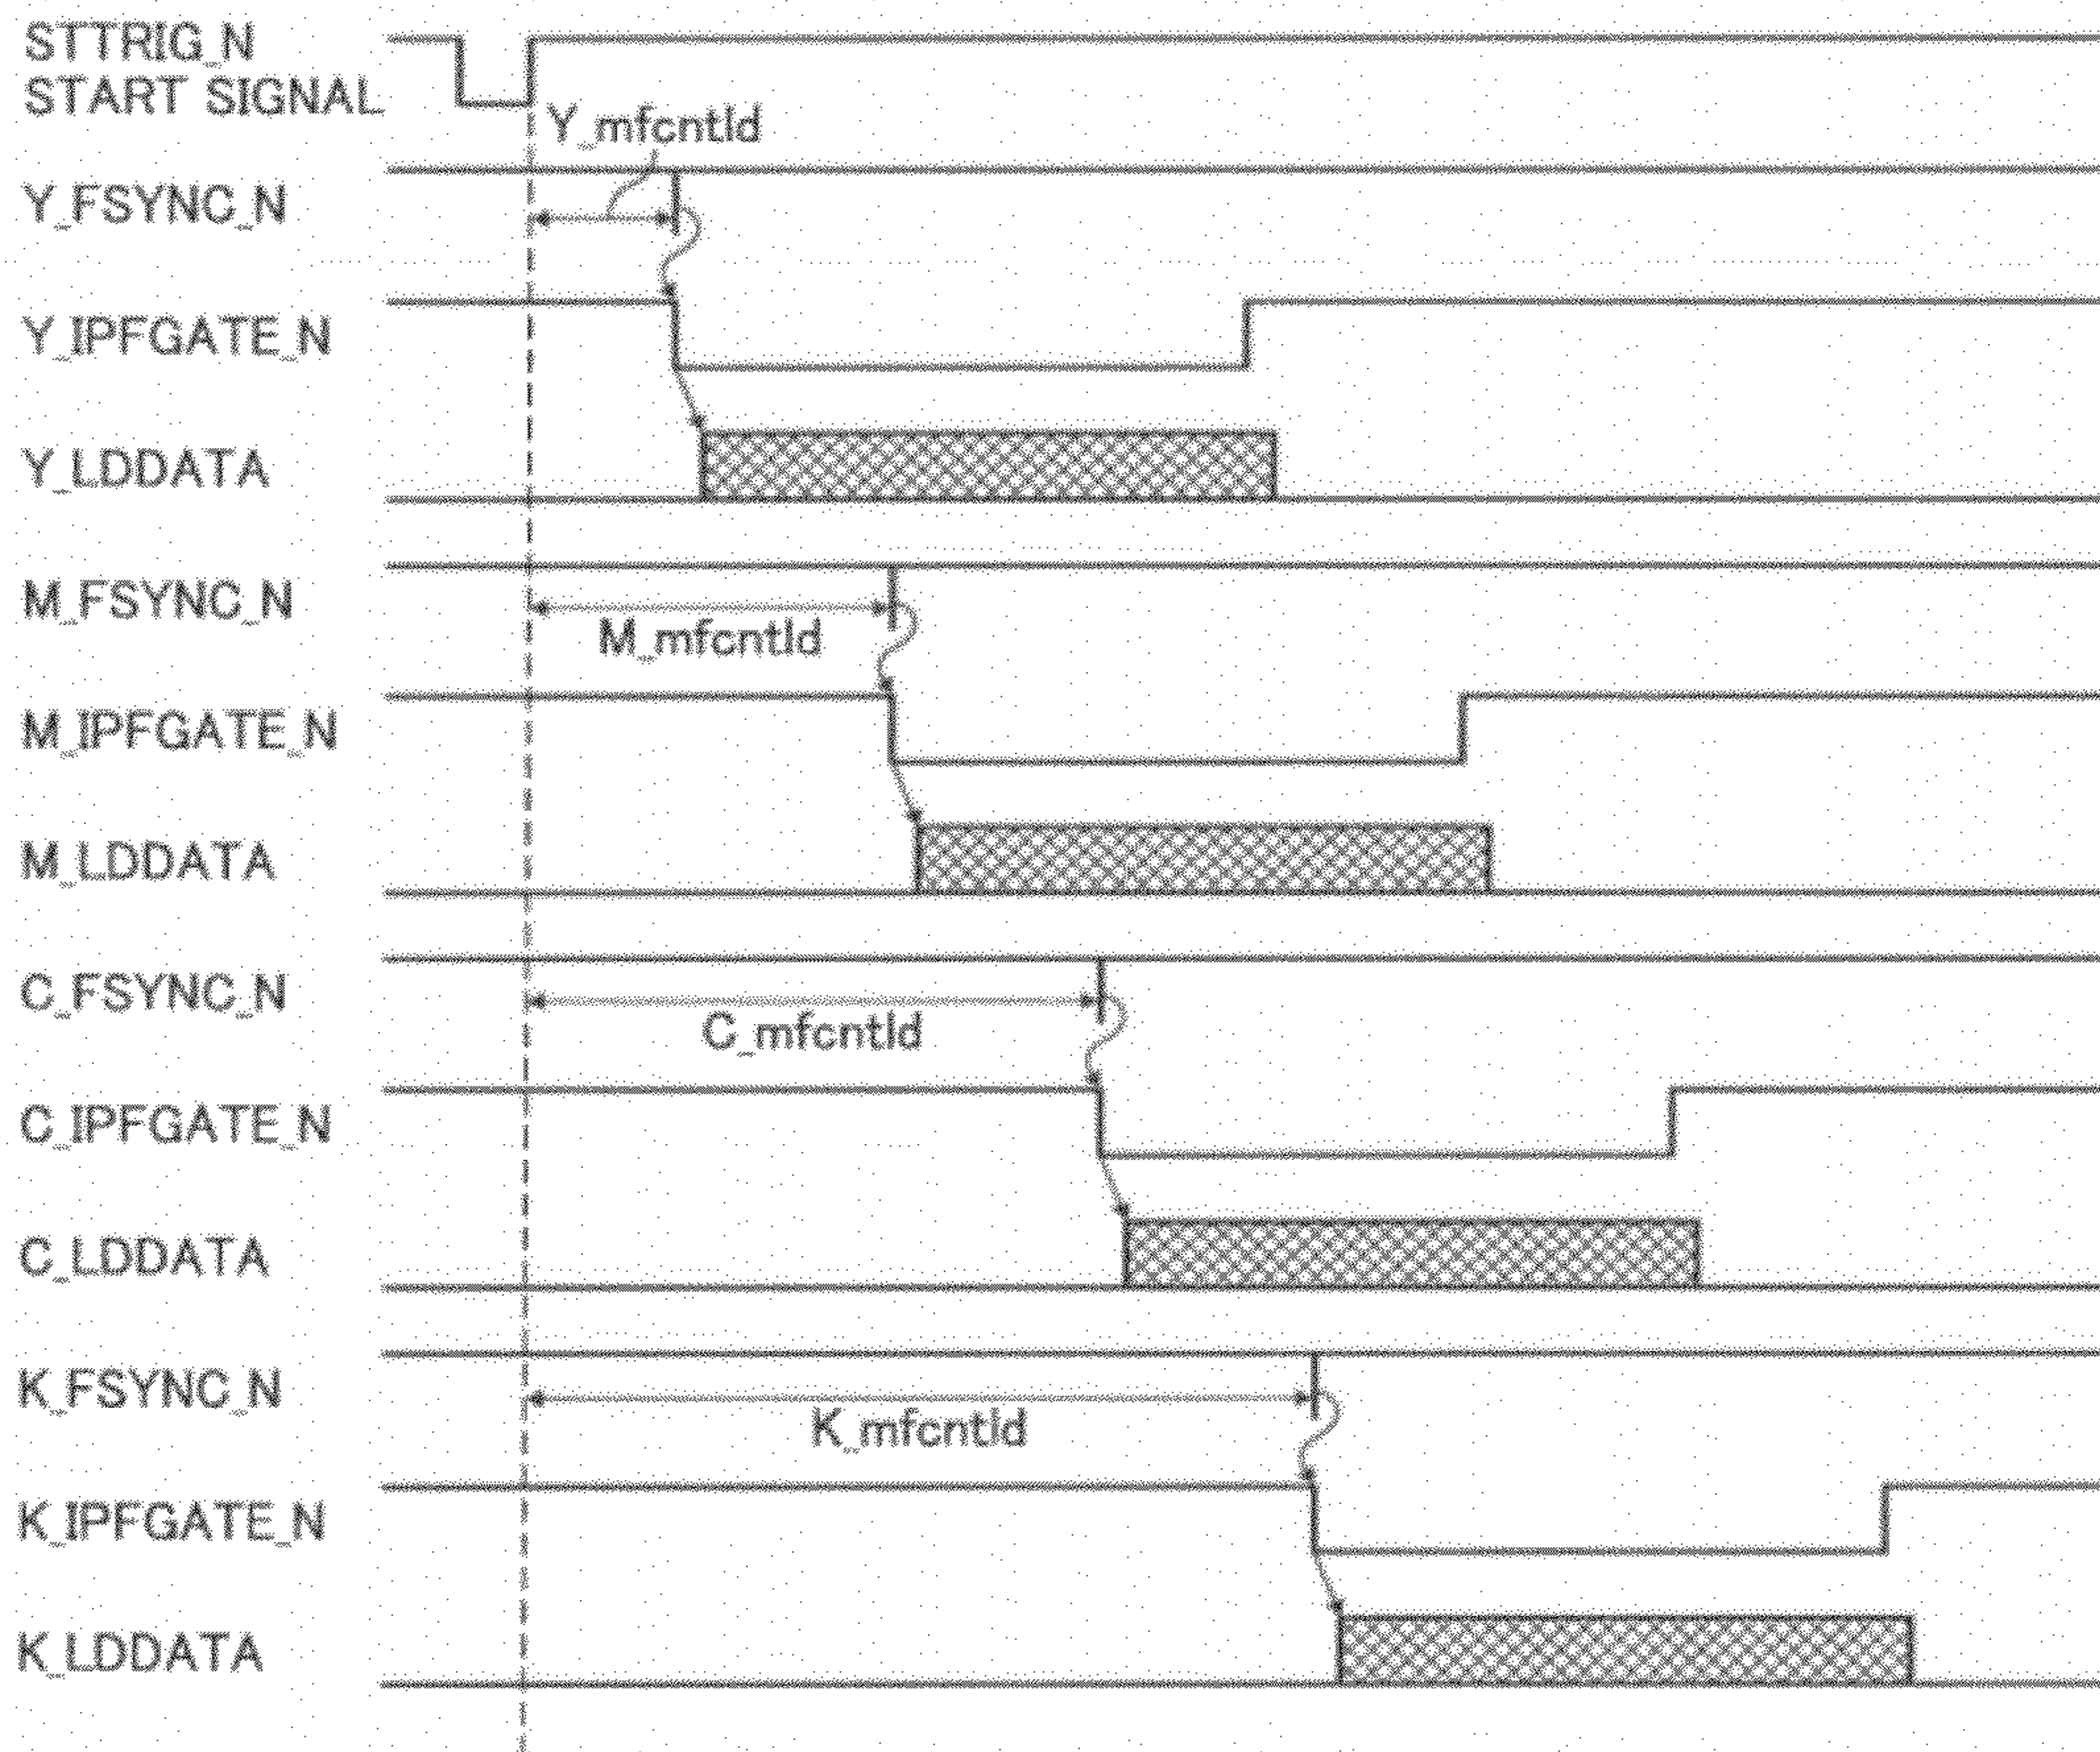 STTRIG_N
START SIGNAL
Y_mfcntld
Y_FSYNC_N
Y_IPFGATE_N
Y_LDDATA
M_FSYNC_N
M_mfcntld
M_IPFGATE_N
M_LDDATA
C_FSYNC_N
C_mfcntld
C_IPFGATE_N
C_LDDATA
K_FSYNC_N
K_mfcntld
K_IPFGATE_N
K_LDDATA